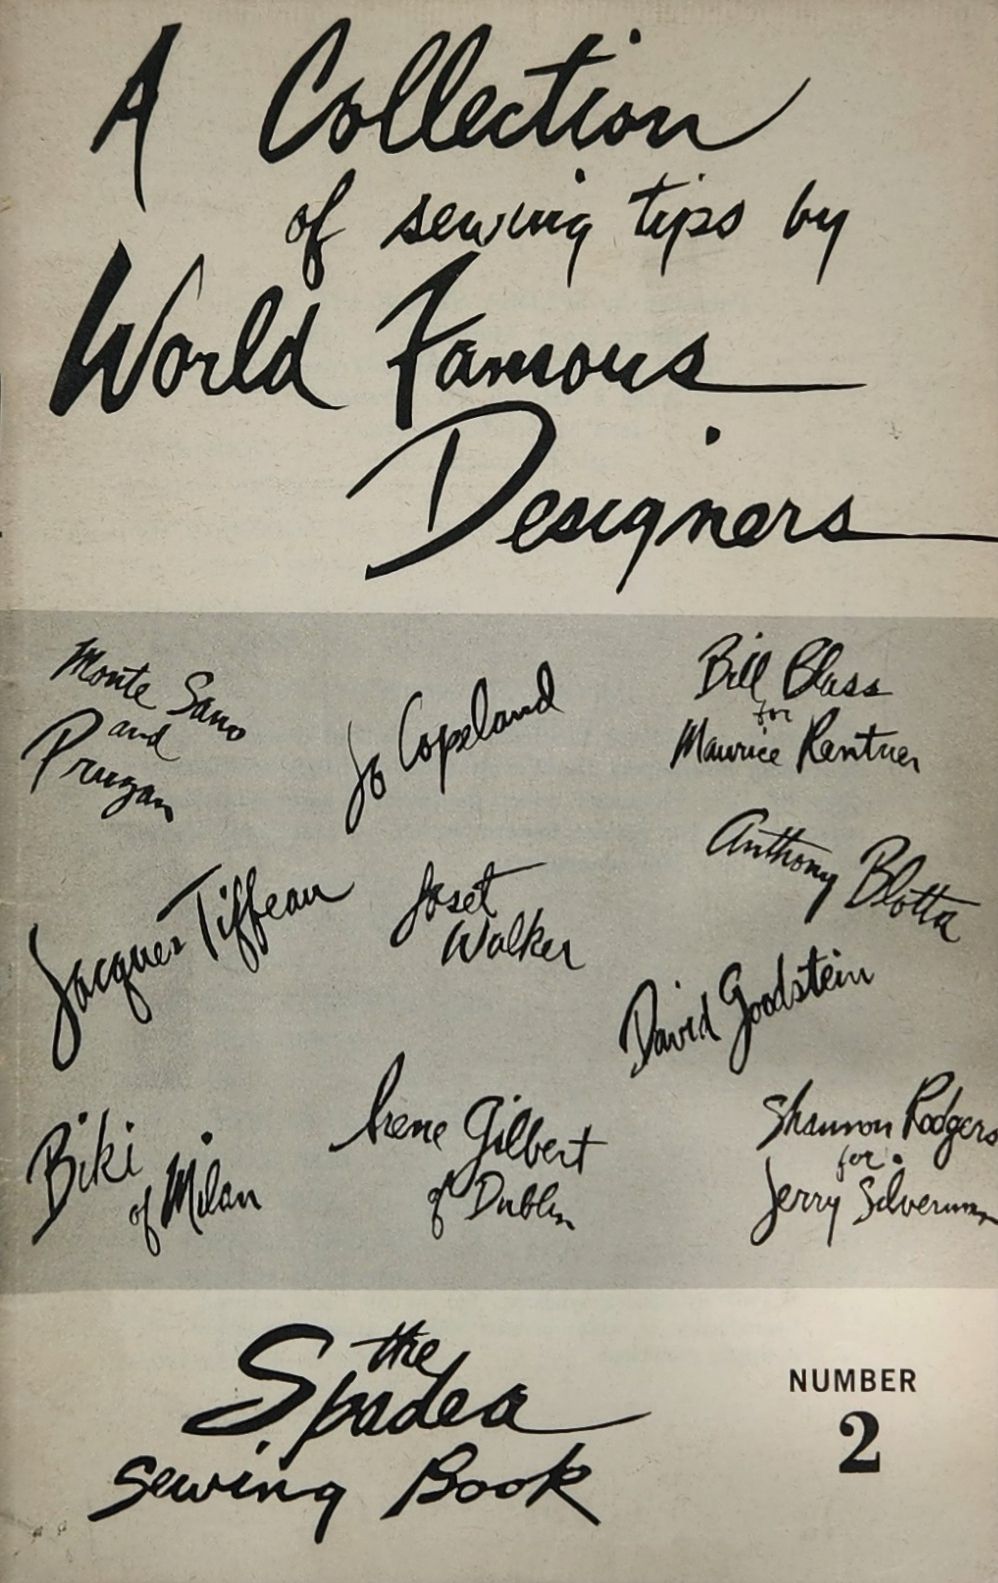 A Collection
of sewing tips by
World Famous
Designers
Monte Sano
and
Pruzan
Jo Copeland
Bill Blass
for
Maurice Rentner
Anthony Blotta
Jacques Tiffeau
Joset
Walker
David Goodstein
Biki
of Milan
Irene Gilbert
of Dublin
Shannon Rodgers
for
Jerry Silverman
the
Spadea
Sewing Book
NUMBER
2